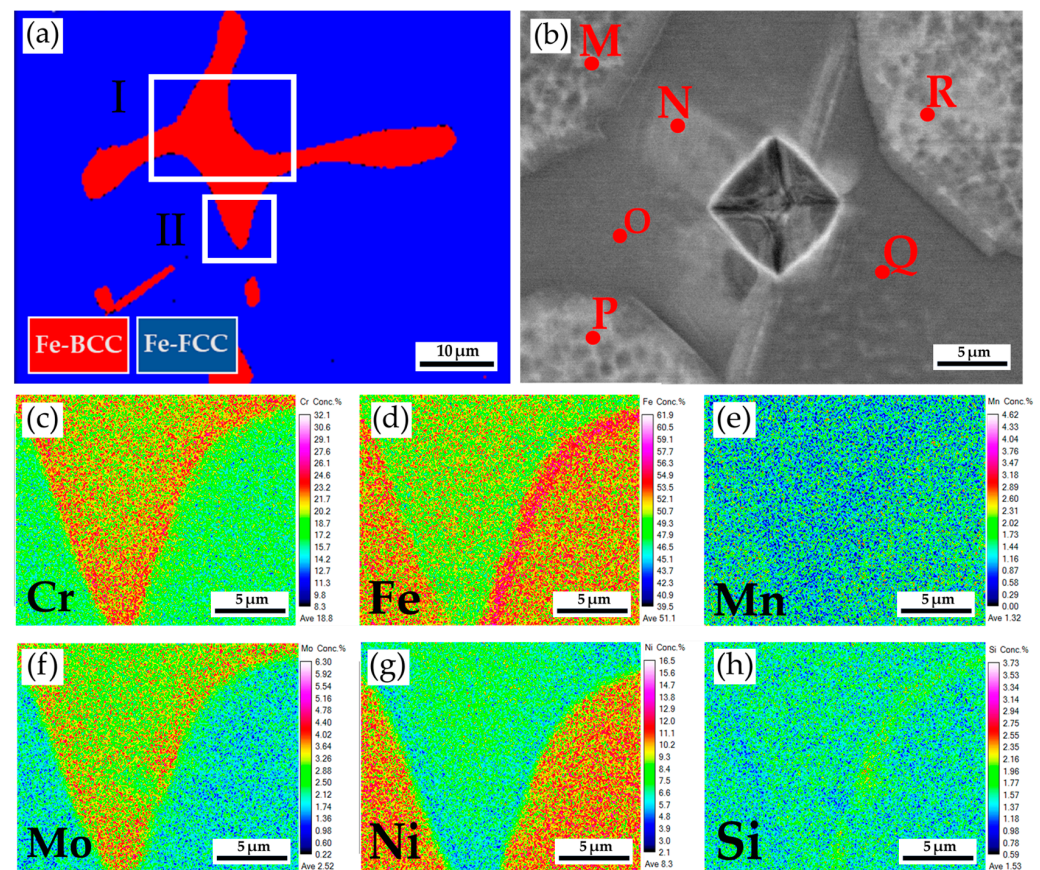 (a)
I
II
Fe-BCC
Fe-FCC
10 μm
(b)
M
N
R
O
Q
P
5 μm
(c)
Cr
5 μm
Cr Conc.%
32.1
30.6
29.1
27.6
26.1
24.6
23.2
21.7
20.2
18.7
17.2
15.7
14.2
12.7
11.3
9.8
8.3
Ave 18.8
(d)
Fe
5 μm
Fe Conc.%
61.9
60.5
59.1
57.7
56.3
54.9
53.5
52.1
50.7
49.3
47.9
46.5
45.1
43.7
42.3
40.9
39.5
Ave 51.1
(e)
Mn
5 μm
Mn Conc.%
4.62
4.33
4.04
3.76
3.47
3.18
2.89
2.60
2.31
2.02
1.73
1.44
1.16
0.87
0.58
0.29
0.00
Ave 1.32
(f)
Mo
5 μm
Mo Conc.%
6.30
5.92
5.54
5.16
4.78
4.40
4.02
3.64
3.26
2.88
2.50
2.12
1.74
1.36
0.98
0.60
0.22
Ave 2.52
(g)
Ni
5 μm
Ni Conc.%
16.5
15.6
14.7
13.8
12.9
12.0
11.1
10.2
9.3
8.4
7.5
6.6
5.7
4.8
3.9
3.0
2.1
Ave 8.3
(h)
Si
5 μm
Si Conc.%
3.73
3.53
3.34
3.14
2.94
2.75
2.55
2.35
2.16
1.96
1.77
1.57
1.37
1.18
0.98
0.78
0.59
Ave 1.53